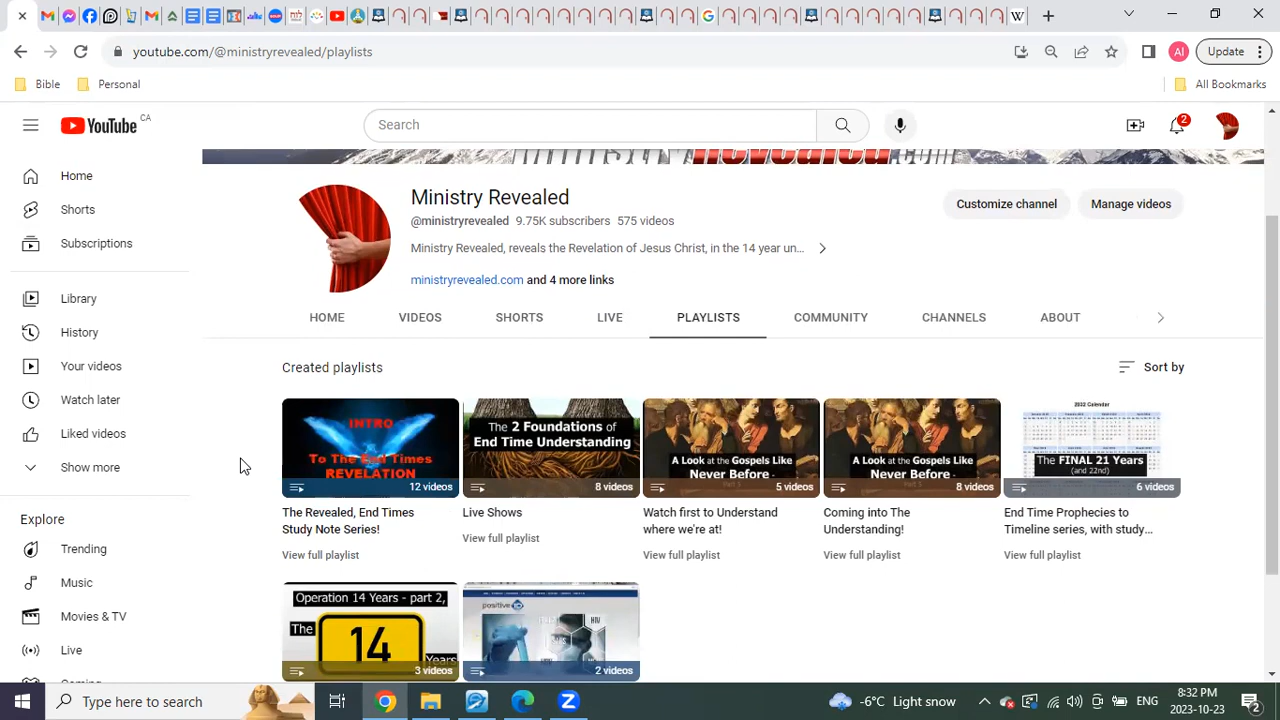 youtube.com/@ministryrevealed/playlists
AI
Update
Bible
Personal
All Bookmarks
YouTube CA
Search
2
Home
Shorts
Subscriptions
Library
History
Your videos
Watch later
Liked videos
Show more
Explore
Trending
Music
Movies & TV
Live
Ministry Revealed
@ministryrevealed 9.75K subscribers 575 videos
Ministry Revealed, reveals the Revelation of Jesus Christ, in the 14 year un...
ministryrevealed.com and 4 more links
Customize channel
Manage videos
HOME VIDEOS SHORTS LIVE PLAYLISTS COMMUNITY CHANNELS ABOUT
Created playlists
Sort by
INTRO
To The End Times
REVELATION
12 videos
The Revealed, End Times
Study Note Series!
View full playlist
The 2 Foundations of
End Time Understanding
8 videos
Live Shows
View full playlist
A Look at the Gospels Like
Never Before
5 videos
Watch first to Understand
where we're at!
View full playlist
A Look at the Gospels Like
Never Before
8 videos
Coming into The
Understanding!
View full playlist
2032 Calendar
The FINAL 21 Years
(and 22nd)
6 videos
End Time Prophecies to
Timeline series, with study...
View full playlist
Operation 14 Years - part 2,
The
14
Years
3 videos
positive
2 videos
Type here to search
-6°C Light snow
ENG
8:32 PM
2023-10-23
2